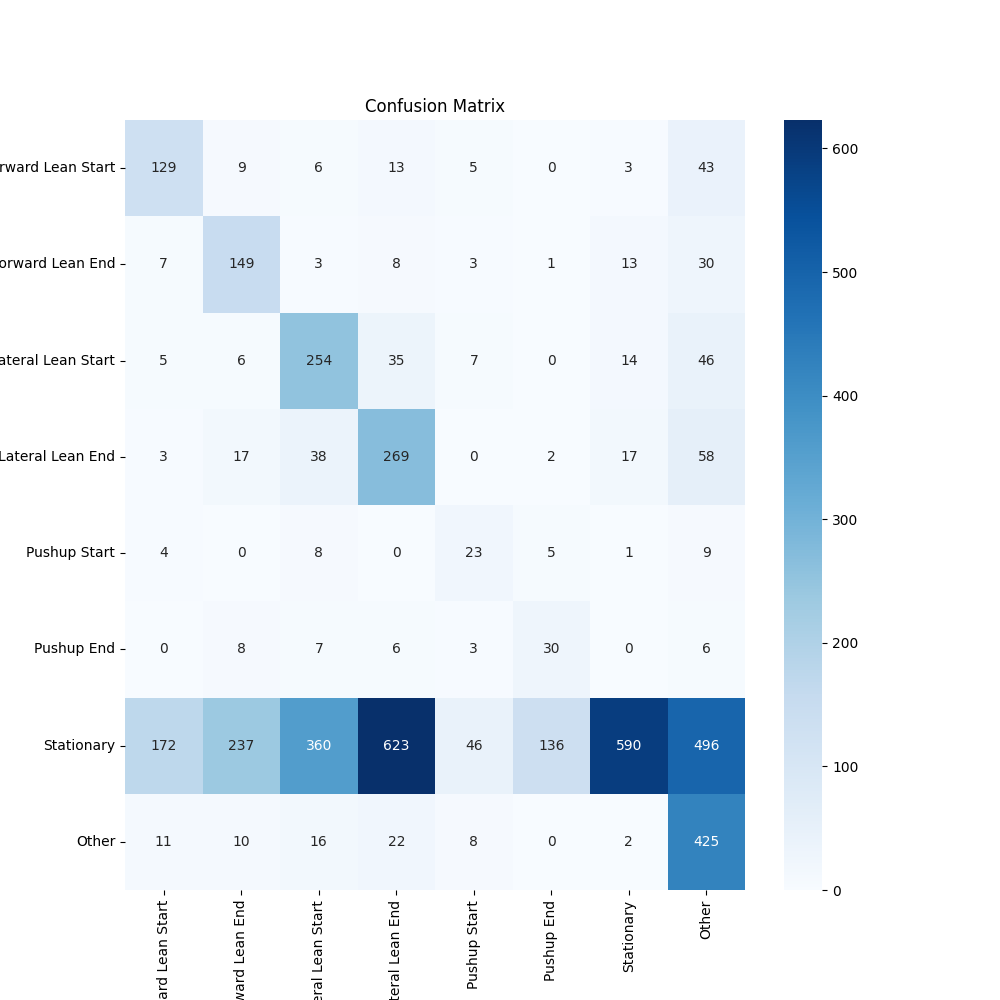 Confusion Matrix
rward Lean Start 129 9 6 13 5 0 3 43
orward Lean End 7 149 3 8 3 1 13 30
ateral Lean Start 5 6 254 35 7 0 14 46
Lateral Lean End 3 17 38 269 0 2 17 58
Pushup Start 4 0 8 0 23 5 1 9
Pushup End 0 8 7 6 3 30 0 6
Stationary 172 237 360 623 46 136 590 496
Other 11 10 16 22 8 0 2 425
ard Lean Start
ward Lean End
eral Lean Start
teral Lean End
Pushup Start
Pushup End
Stationary
Other
600
500
400
300
200
100
0